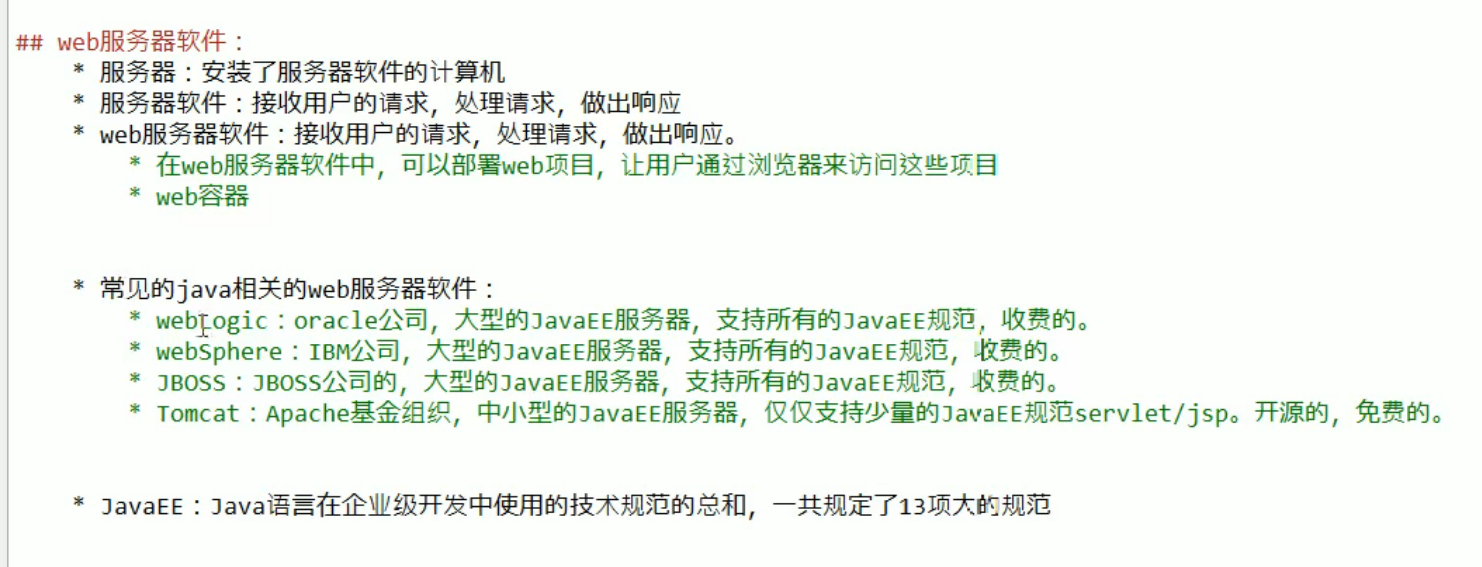 ## web服务器软件：
* 服务器：安装了服务器软件的计算机
* 服务器软件：接收用户的请求，处理请求，做出响应
* web服务器软件：接收用户的请求，处理请求，做出响应。
* 在web服务器软件中，可以部署web项目，让用户通过浏览器来访问这些项目
* web容器
* 常见的java相关的web服务器软件：
* webLogic：oracle公司，大型的JavaEE服务器，支持所有的JavaEE规范，收费的。
* webSphere：IBM公司，大型的JavaEE服务器，支持所有的JavaEE规范，收费的。
* JBOSS：JBOSS公司的，大型的JavaEE服务器，支持所有的JavaEE规范，收费的。
* Tomcat：Apache基金组织，中小型的JavaEE服务器，仅仅支持少量的JavaEE规范servlet/jsp。开源的，免费的。
* JavaEE：Java语言在企业级开发中使用的技术规范的总和，一共规定了13项大的规范